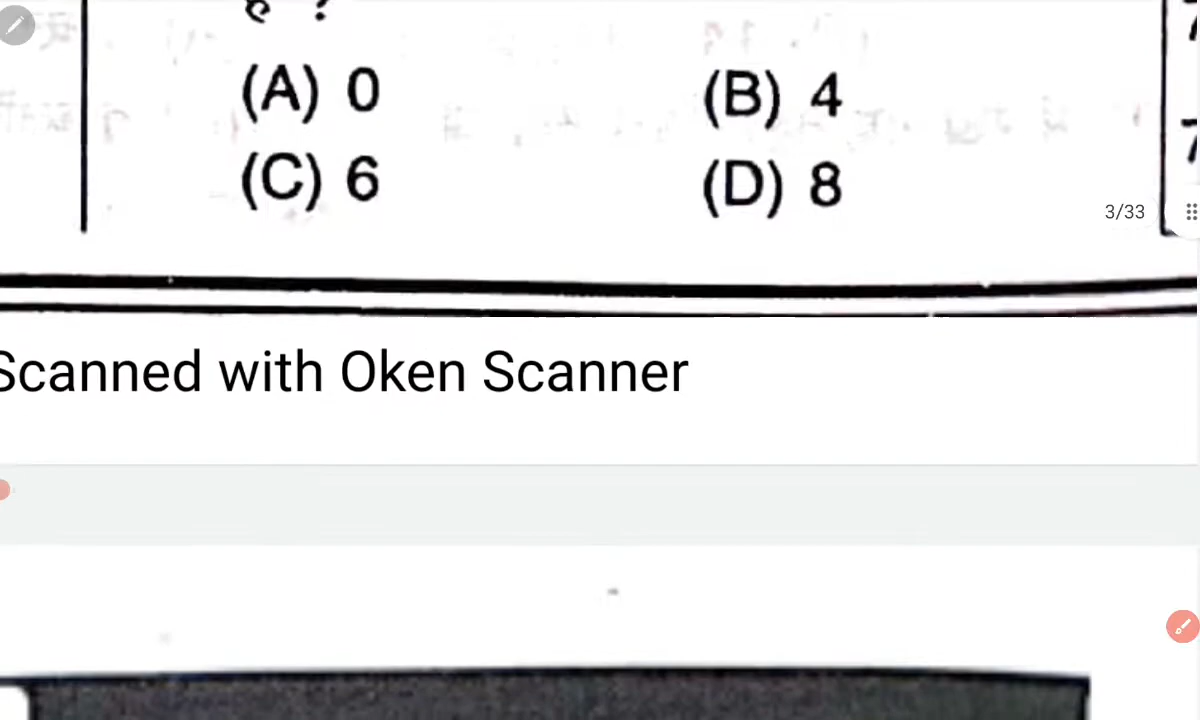 है ?
(A) 0 (B) 4
(C) 6 (D) 8
3/33
Scanned with Oken Scanner